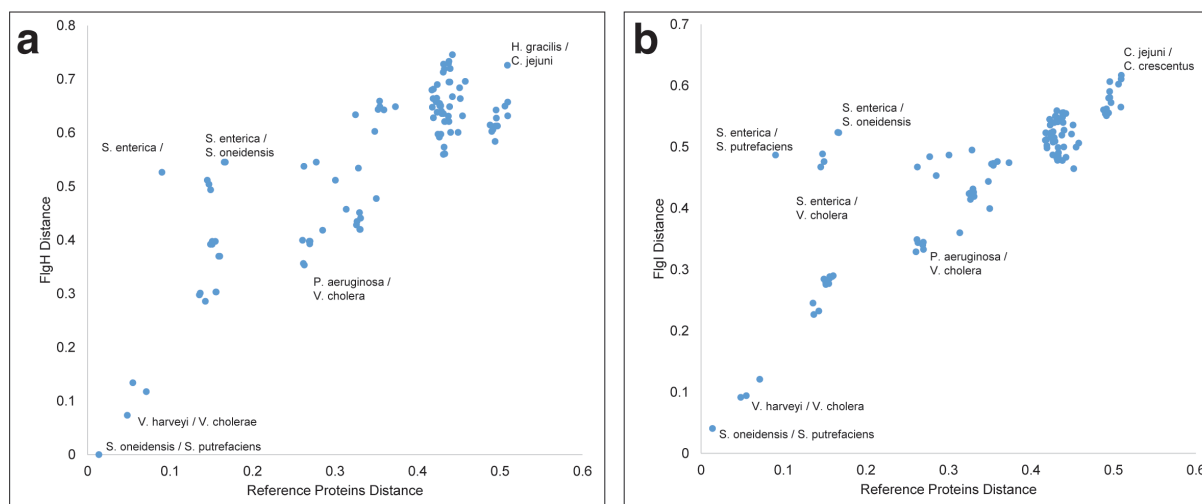 a
0.8
0.7
0.6
0.5
0.4
0.3
0.2
0.1
0
0
0.1
0.2
0.3
0.4
0.5
0.6
FlgH Distance
Reference Proteins Distance
H. gracilis /
C. jejuni
S. enterica /
S. enterica /
S. oneidensis
P. aeruginosa /
V. cholera
V. harveyi / V. cholerae
S. oneidensis / S. putrefaciens
b
0.7
0.6
0.5
0.4
0.3
0.2
0.1
0
0
0.1
0.2
0.3
0.4
0.5
0.6
FlgI Distance
Reference Proteins Distance
C. jejuni /
C. crescentus
S. enterica /
S. oneidensis
S. enterica /
S. putrefaciens
S. enterica /
V. cholera
P. aeruginosa /
V. cholera
V. harveyi / V. cholera
S. oneidensis / S. putrefaciens